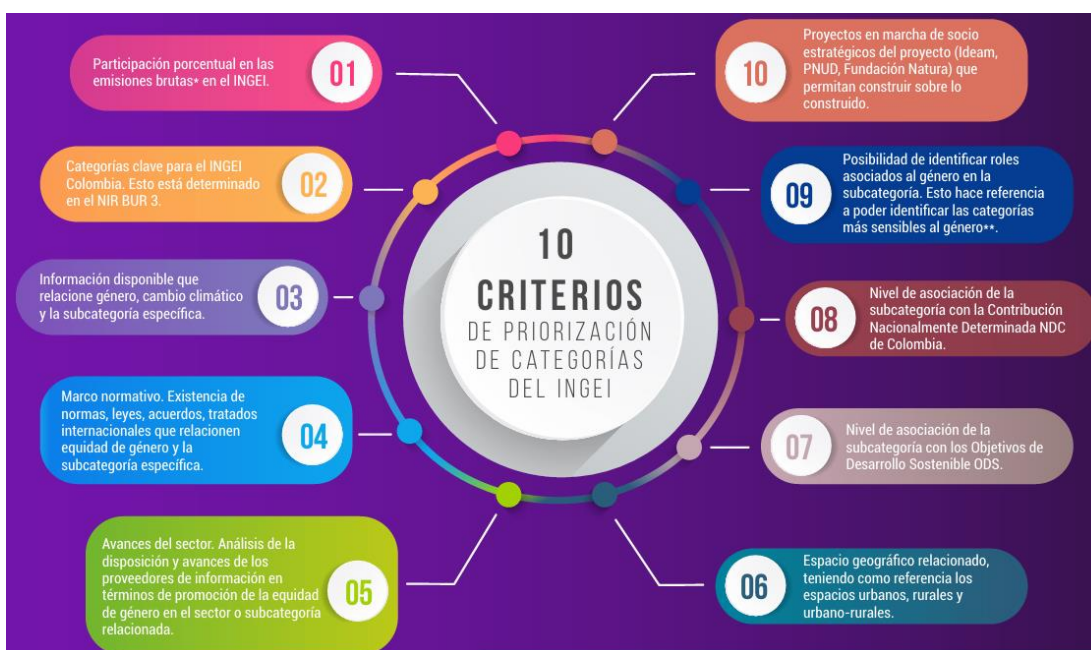 10
CRITERIOS
DE PRIORIZACIÓN
DE CATEGORÍAS
DEL INGEI
01
Participación porcentual en las
emisiones brutas* en el INGEI.
02
Categorías clave para el INGEI
Colombia. Esto está determinado
en el NIR BUR 3.
03
Información disponible que
relacione género, cambio climático
y la subcategoría específica.
04
Marco normativo. Existencia de
normas, leyes, acuerdos, tratados
internacionales que relacionen
equidad de género y la
subcategoría específica.
05
Avances del sector. Análisis de la
disposición y avances de los
proveedores de información en
términos de promoción de la equidad
de género en el sector o subcategoría
relacionada.
06
Espacio geográfico relacionado,
teniendo como referencia los
espacios urbanos, rurales y
urbano-rurales.
07
Nivel de asociación de la
subcategoría con los Objetivos de
Desarrollo Sostenible ODS.
08
Nivel de asociación de la
subcategoría con la Contribución
Nacionalmente Determinada NDC
de Colombia.
09
Posibilidad de identificar roles
asociados al género en la
subcategoría. Esto hace referencia
a poder identificar las categorías
más sensibles al género**.
10
Proyectos en marcha de socio
estratégicos del proyecto (Ideam,
PNUD, Fundación Natura) que
permitan construir sobre lo
construido.